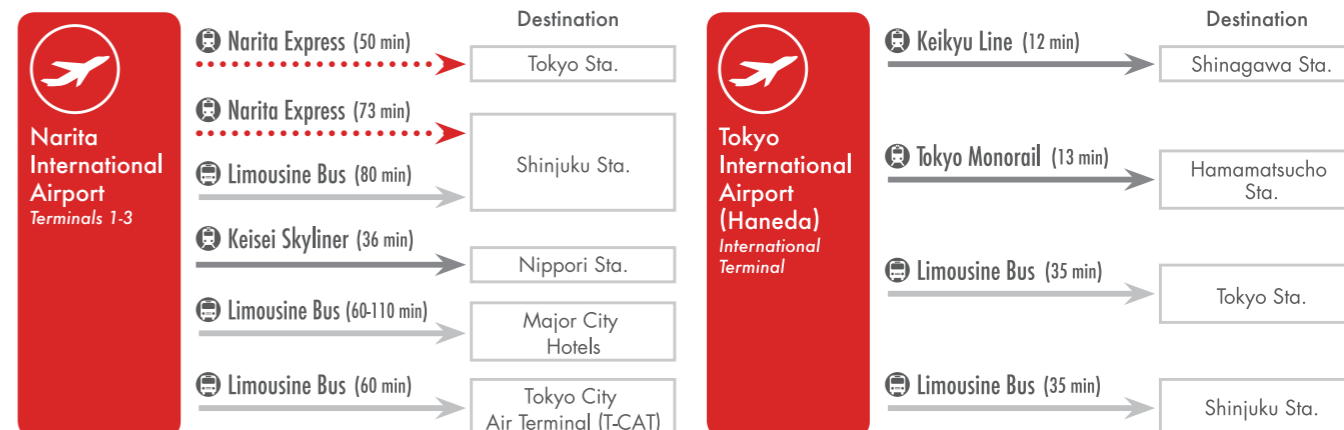 Narita
International
Airport
Terminals 1-3
Destination
Narita Express (50 min)
Tokyo Sta.
Narita Express (73 min)
Limousine Bus (80 min)
Shinjuku Sta.
Keisei Skyliner (36 min)
Nippori Sta.
Limousine Bus (60-110 min)
Major City
Hotels
Limousine Bus (60 min)
Tokyo City
Air Terminal (T-CAT)
Tokyo
International
Airport
(Haneda)
International
Terminal
Destination
Keikyu Line (12 min)
Shinagawa Sta.
Tokyo Monorail (13 min)
Hamamatsucho
Sta.
Limousine Bus (35 min)
Tokyo Sta.
Limousine Bus (35 min)
Shinjuku Sta.